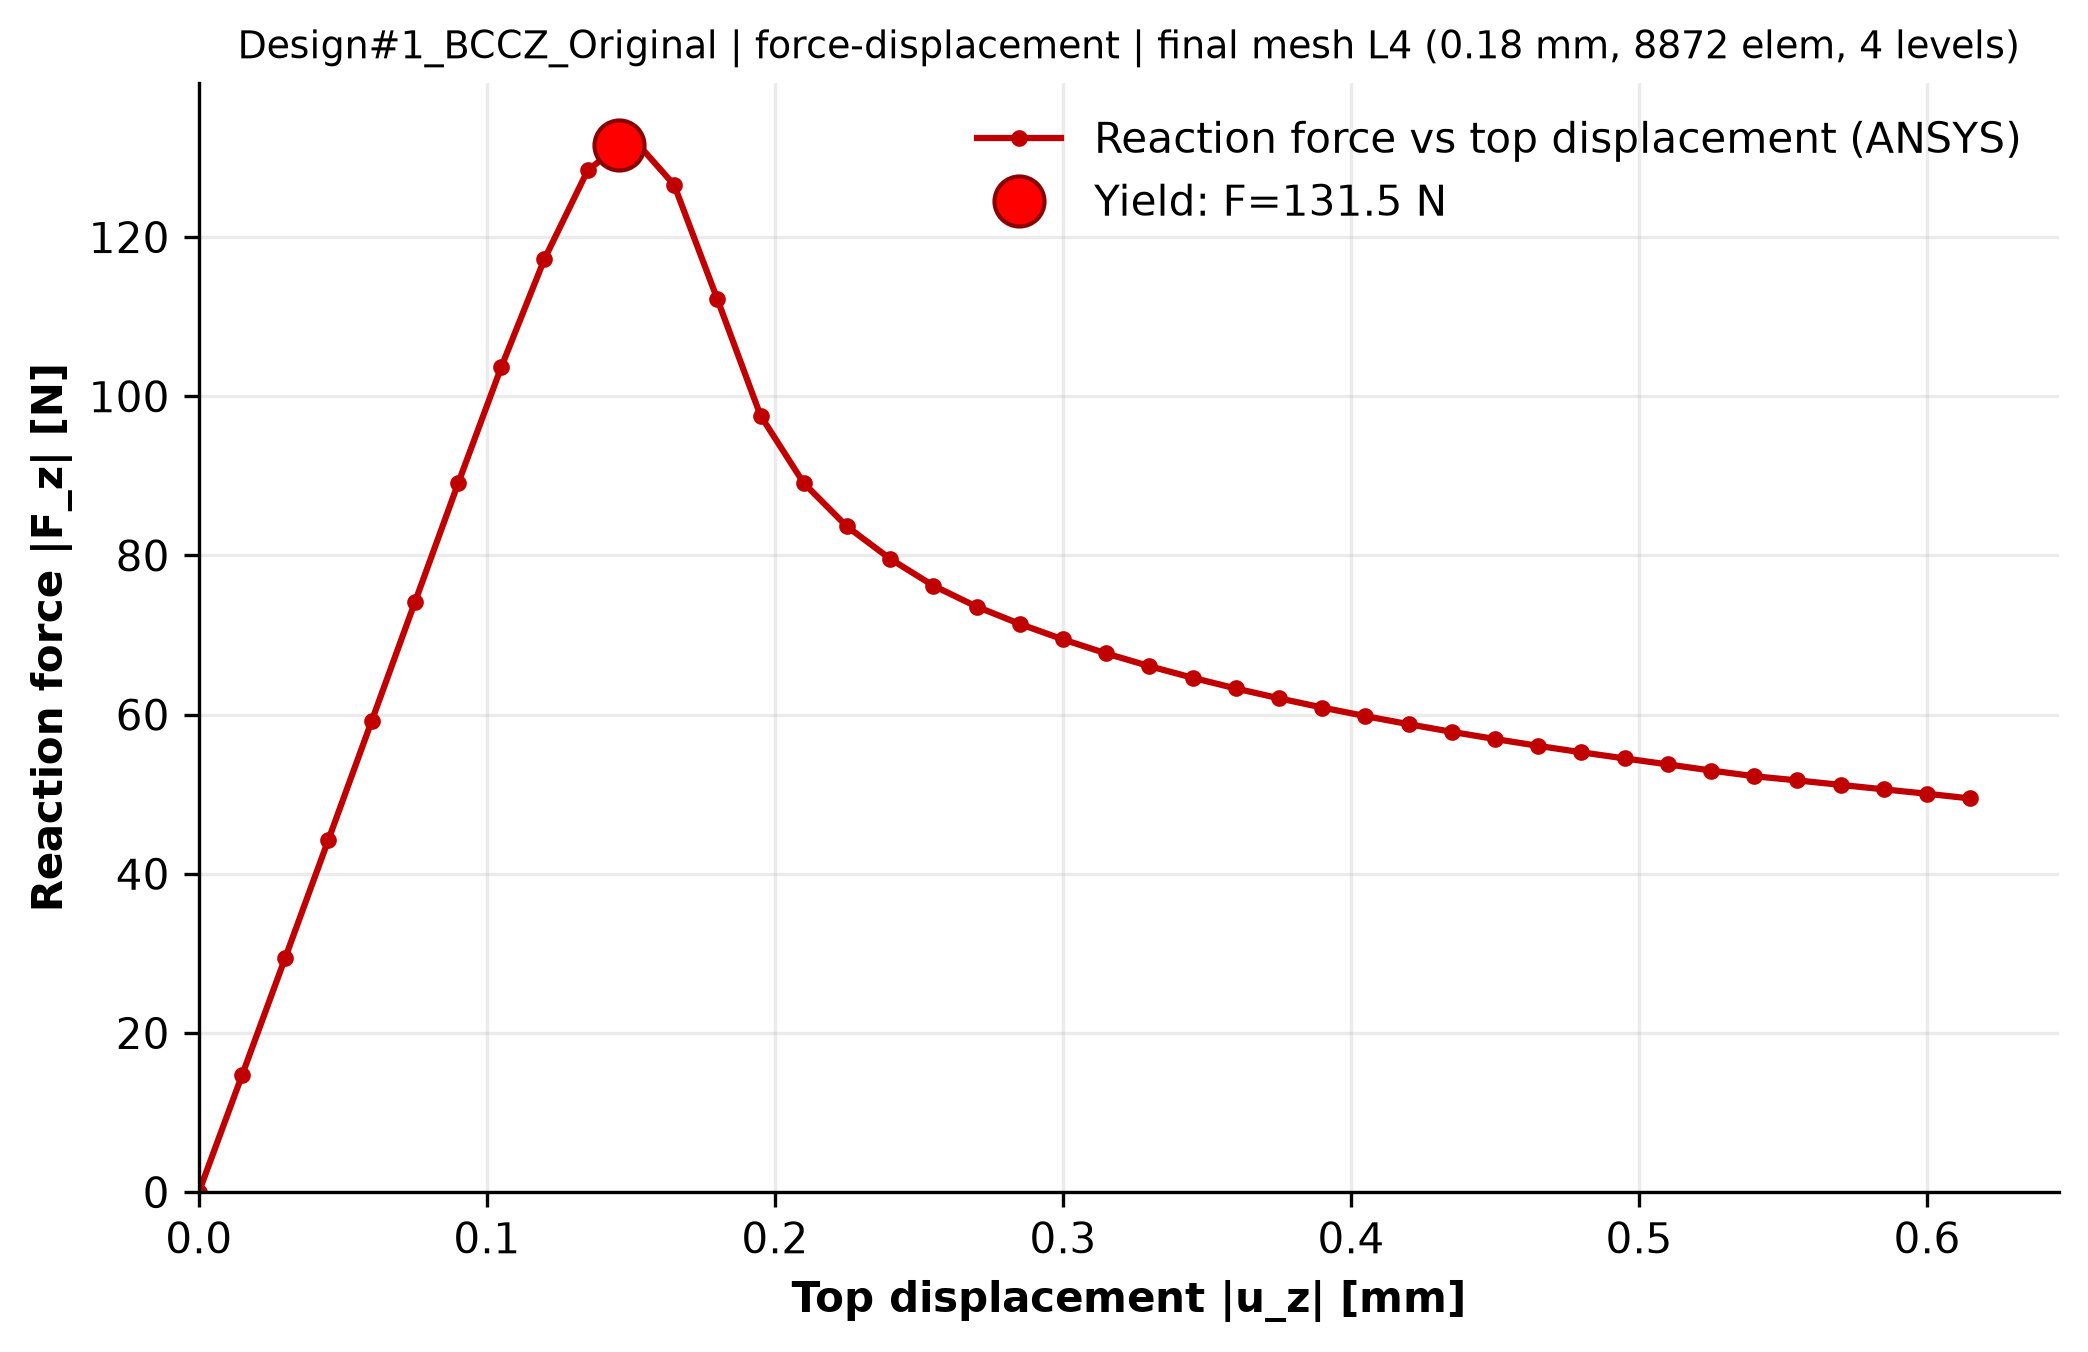 Design#1_BCCZ_Original | force-displacement | final mesh L4 (0.18 mm, 8872 elem, 4 levels)
Reaction force vs top displacement (ANSYS)
Yield: F=131.5 N
Reaction force |F_z| [N]
120
100
80
60
40
20
0
0.0 0.1 0.2 0.3 0.4 0.5 0.6
Top displacement |u_z| [mm]